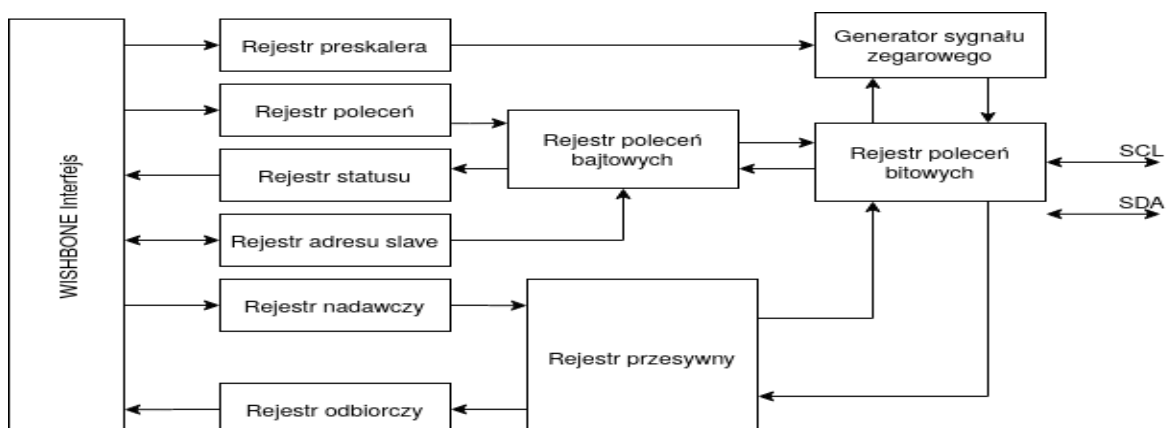 WISHBONE Interfejs
Rejestr preskalera
Rejestr poleceń
Rejestr statusu
Rejestr adresu slave
Rejestr nadawczy
Rejestr odbiorczy
Rejestr poleceń
bajtowych
Rejestr przesywny
Generator sygnału
zegarowego
Rejestr poleceń
bitowych
SCL
SDA